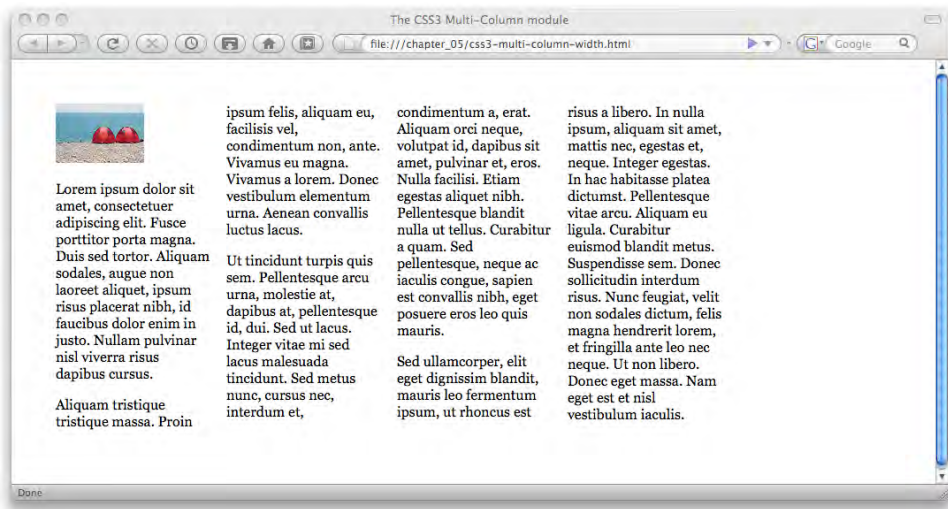 The CSS3 Multi-Column module
file:///chapter_05/css3-multi-column-width.html
G
Google
Lorem ipsum dolor sit
amet, consectetuer
adipiscing elit. Fusce
porttitor porta magna.
Duis sed tortor. Aliquam
sodales, augue non
laoreet aliquet, ipsum
risus placerat nibh, id
faucibus dolor enim in
justo. Nullam pulvinar
nisl viverra risus
dapibus cursus.
Aliquam tristique
tristique massa. Proin
ipsum felis, aliquam eu,
facilisis vel,
condimentum non, ante.
Vivamus eu magna.
Vivamus a lorem. Donec
vestibulum elementum
urna. Aenean convallis
luctus lacus.
Ut tincidunt turpis quis
sem. Pellentesque arcu
urna, molestie at,
dapibus at, pellentesque
id, dui. Sed ut lacus.
Integer vitae mi sed
lacus malesuada
tincidunt. Sed metus
nunc, cursus nec,
interdum et,
condimentum a, erat.
Aliquam orci neque,
volutpat id, dapibus sit
amet, pulvinar et, eros.
Nulla facilisi. Etiam
egestas aliquet nibh.
Pellentesque blandit
nulla ut tellus. Curabitur
a quam. Sed
pellentesque, neque ac
iaculis congue, sapien
est convallis nibh, eget
posuere eros leo quis
mauris.
Sed ullamcorper, elit
eget dignissim blandit,
mauris leo fermentum
ipsum, ut rhoncus est
risus a libero. In nulla
ipsum, aliquam sit amet,
mattis nec, egestas et,
neque. Integer egestas.
In hac habitasse platea
dictumst. Pellentesque
vitae arcu. Aliquam eu
ligula. Curabitur
euismod blandit metus.
Suspendisse sem. Donec
sollicitudin interdum
risus. Nunc feugiat, velit
non sodales dictum, felis
magna hendrerit lorem,
et fringilla ante leo nec
neque. Ut non libero.
Donec eget massa. Nam
eget est et nisl
vestibulum iaculis.
Done